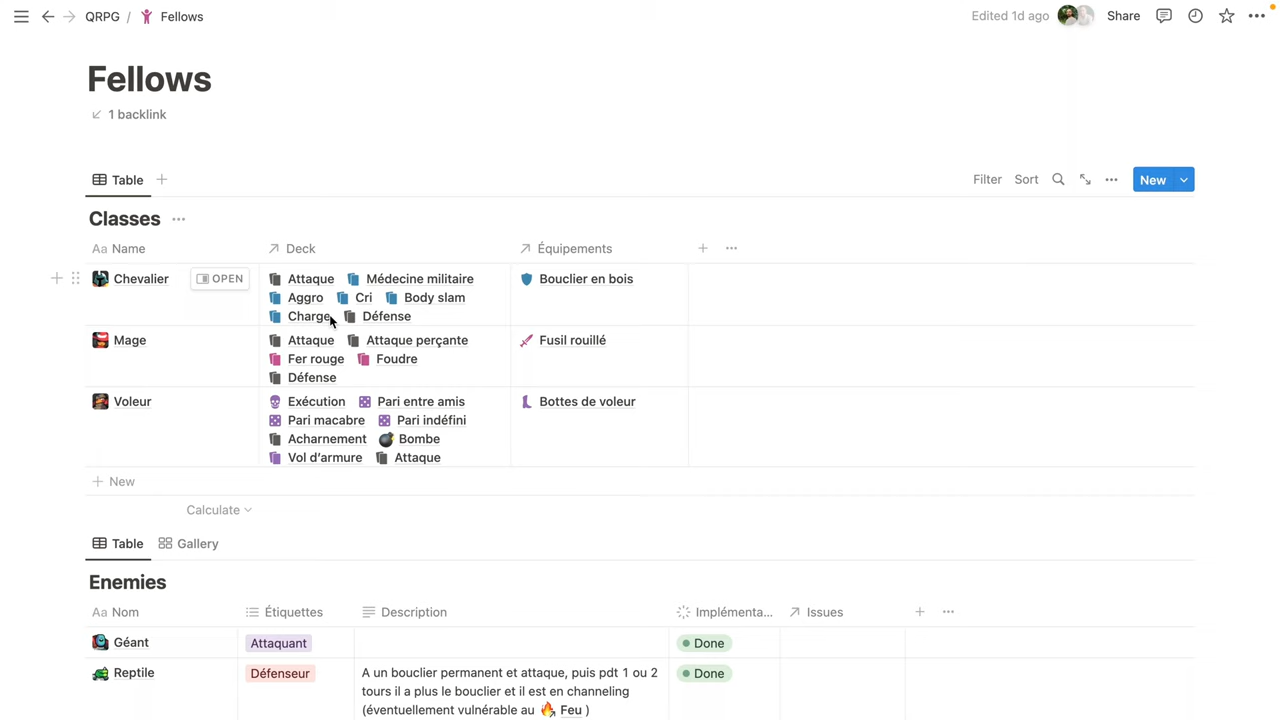 QRPG / Fellows Edited 1d ago Share
Fellows
1 backlink
Table Filter Sort New
Classes
Aa Name Deck Équipements
Chevalier OPEN Attaque Médecine militaire Bouclier en bois
Aggro Cri Body slam
Charge Défense
Mage Attaque Attaque perçante Fusil rouillé
Fer rouge Foudre
Défense
Voleur Exécution Pari entre amis Bottes de voleur
Pari macabre Pari indéfini
Acharnement Bombe
Vol d'armure Attaque
New
Calculate
Table Gallery
Enemies
Aa Nom Étiquettes Description Implémenta... Issues
Géant Attaquant Done
Reptile Défenseur A un bouclier permanent et attaque, puis pdt 1 ou 2 Done
tours il a plus le bouclier et il est en channeling
(éventuellement vulnérable au Feu )